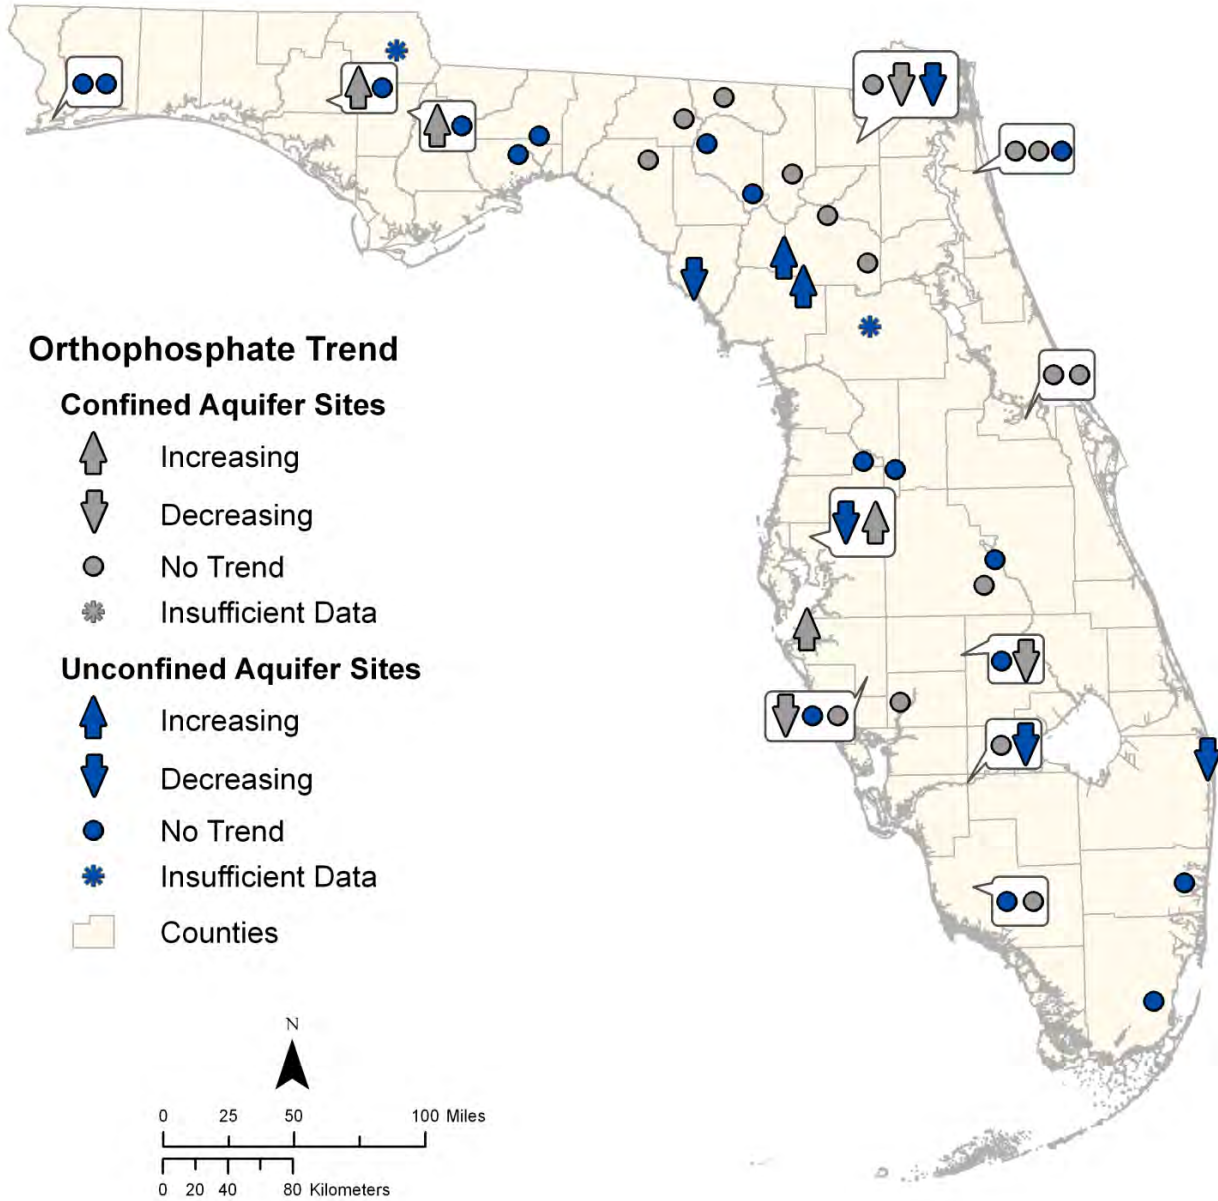 Orthophosphate Trend
Confined Aquifer Sites
Increasing
Decreasing
No Trend
Insufficient Data
Unconfined Aquifer Sites
Increasing
Decreasing
No Trend
Insufficient Data
Counties
N
0 25 50 100 Miles
0 20 40 80 Kilometers